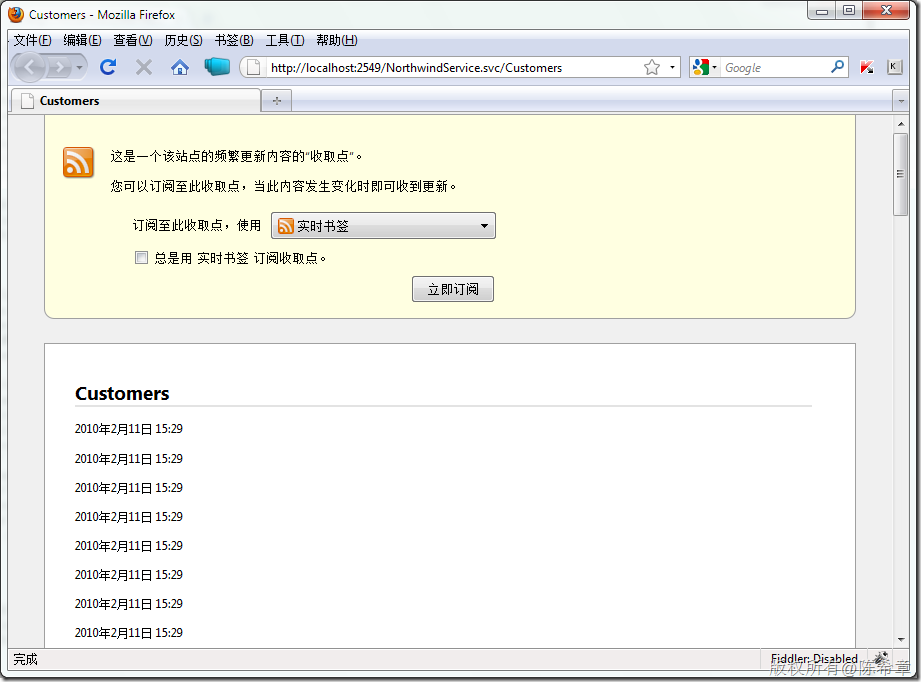 Customers - Mozilla Firefox
文件(F) 编辑(E) 查看(V) 历史(S) 书签(B) 工具(T) 帮助(H)
http://localhost:2549/NorthwindService.svc/Customers
Google
K
Customers
这是一个该站点的频繁更新内容的“收取点”。
您可以订阅至此收取点，当此内容发生变化时即可收到更新。
订阅至此收取点，使用 实时书签
总是用 实时书签 订阅收取点。
立即订阅
Customers
2010年2月11日 15:29
2010年2月11日 15:29
2010年2月11日 15:29
2010年2月11日 15:29
2010年2月11日 15:29
2010年2月11日 15:29
2010年2月11日 15:29
2010年2月11日 15:29
完成
Fiddler: Disabled
版权所有@陈希章